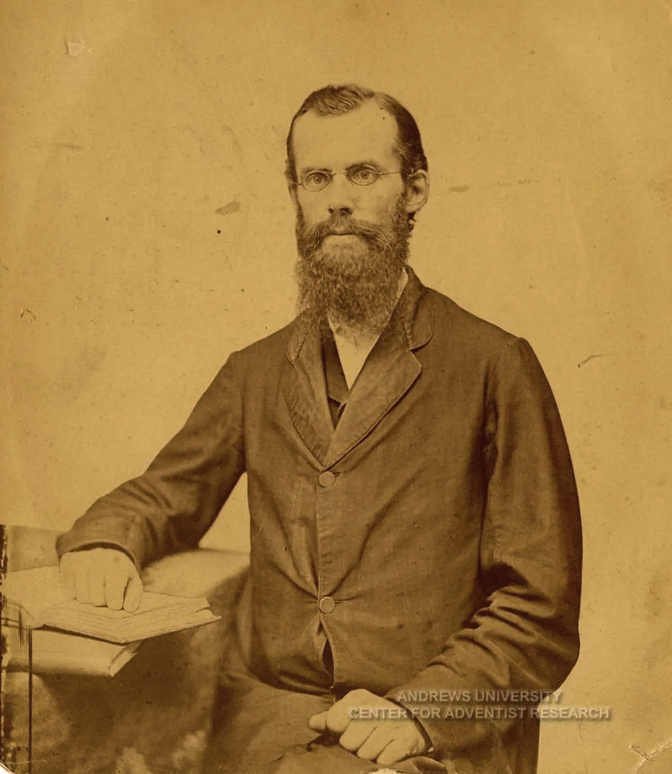 ANDREWS UNIVERSITY
CENTER FOR ADVENTIST RESEARCH